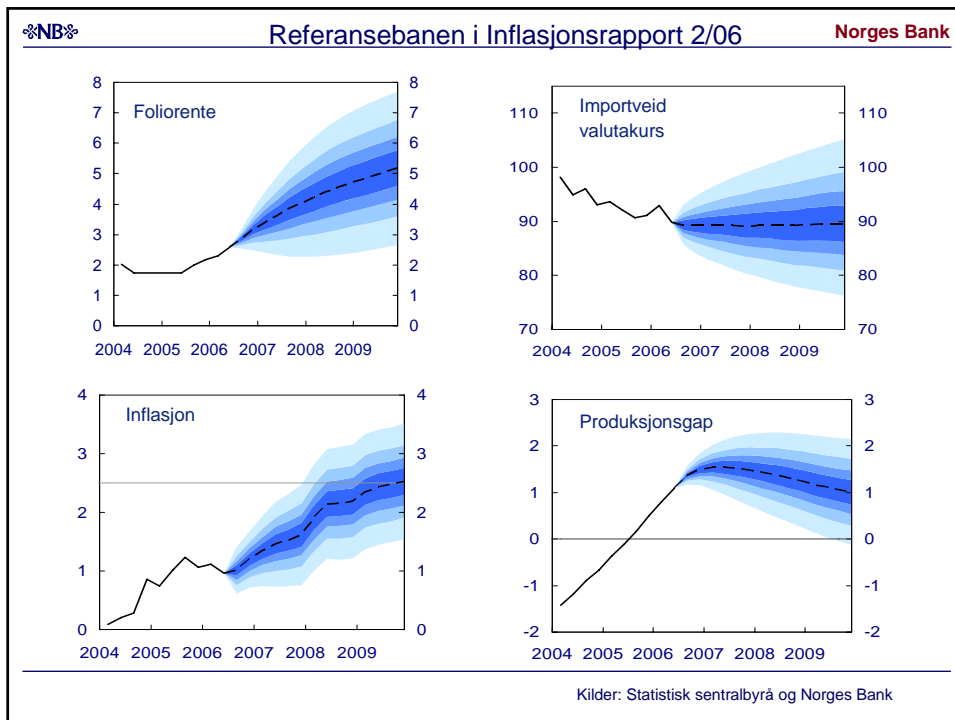 NB
Referansebanen i Inflasjonsrapport 2/06
Norges Bank
Foliorente
8 8
7 7
6 6
5 5
4 4
3 3
2 2
1 1
0 0
2004 2005 2006 2007 2008 2009
Importveid
valutakurs
110 110
100 100
90 90
80 80
70 70
2004 2005 2006 2007 2008 2009
Inflasjon
4 4
3 3
2 2
1 1
0 0
2004 2005 2006 2007 2008 2009
Produksjonsgap
3 3
2 2
1 1
0 0
-1 -1
-2 -2
2004 2005 2006 2007 2008 2009
Kilder: Statistisk sentralbyrå og Norges Bank